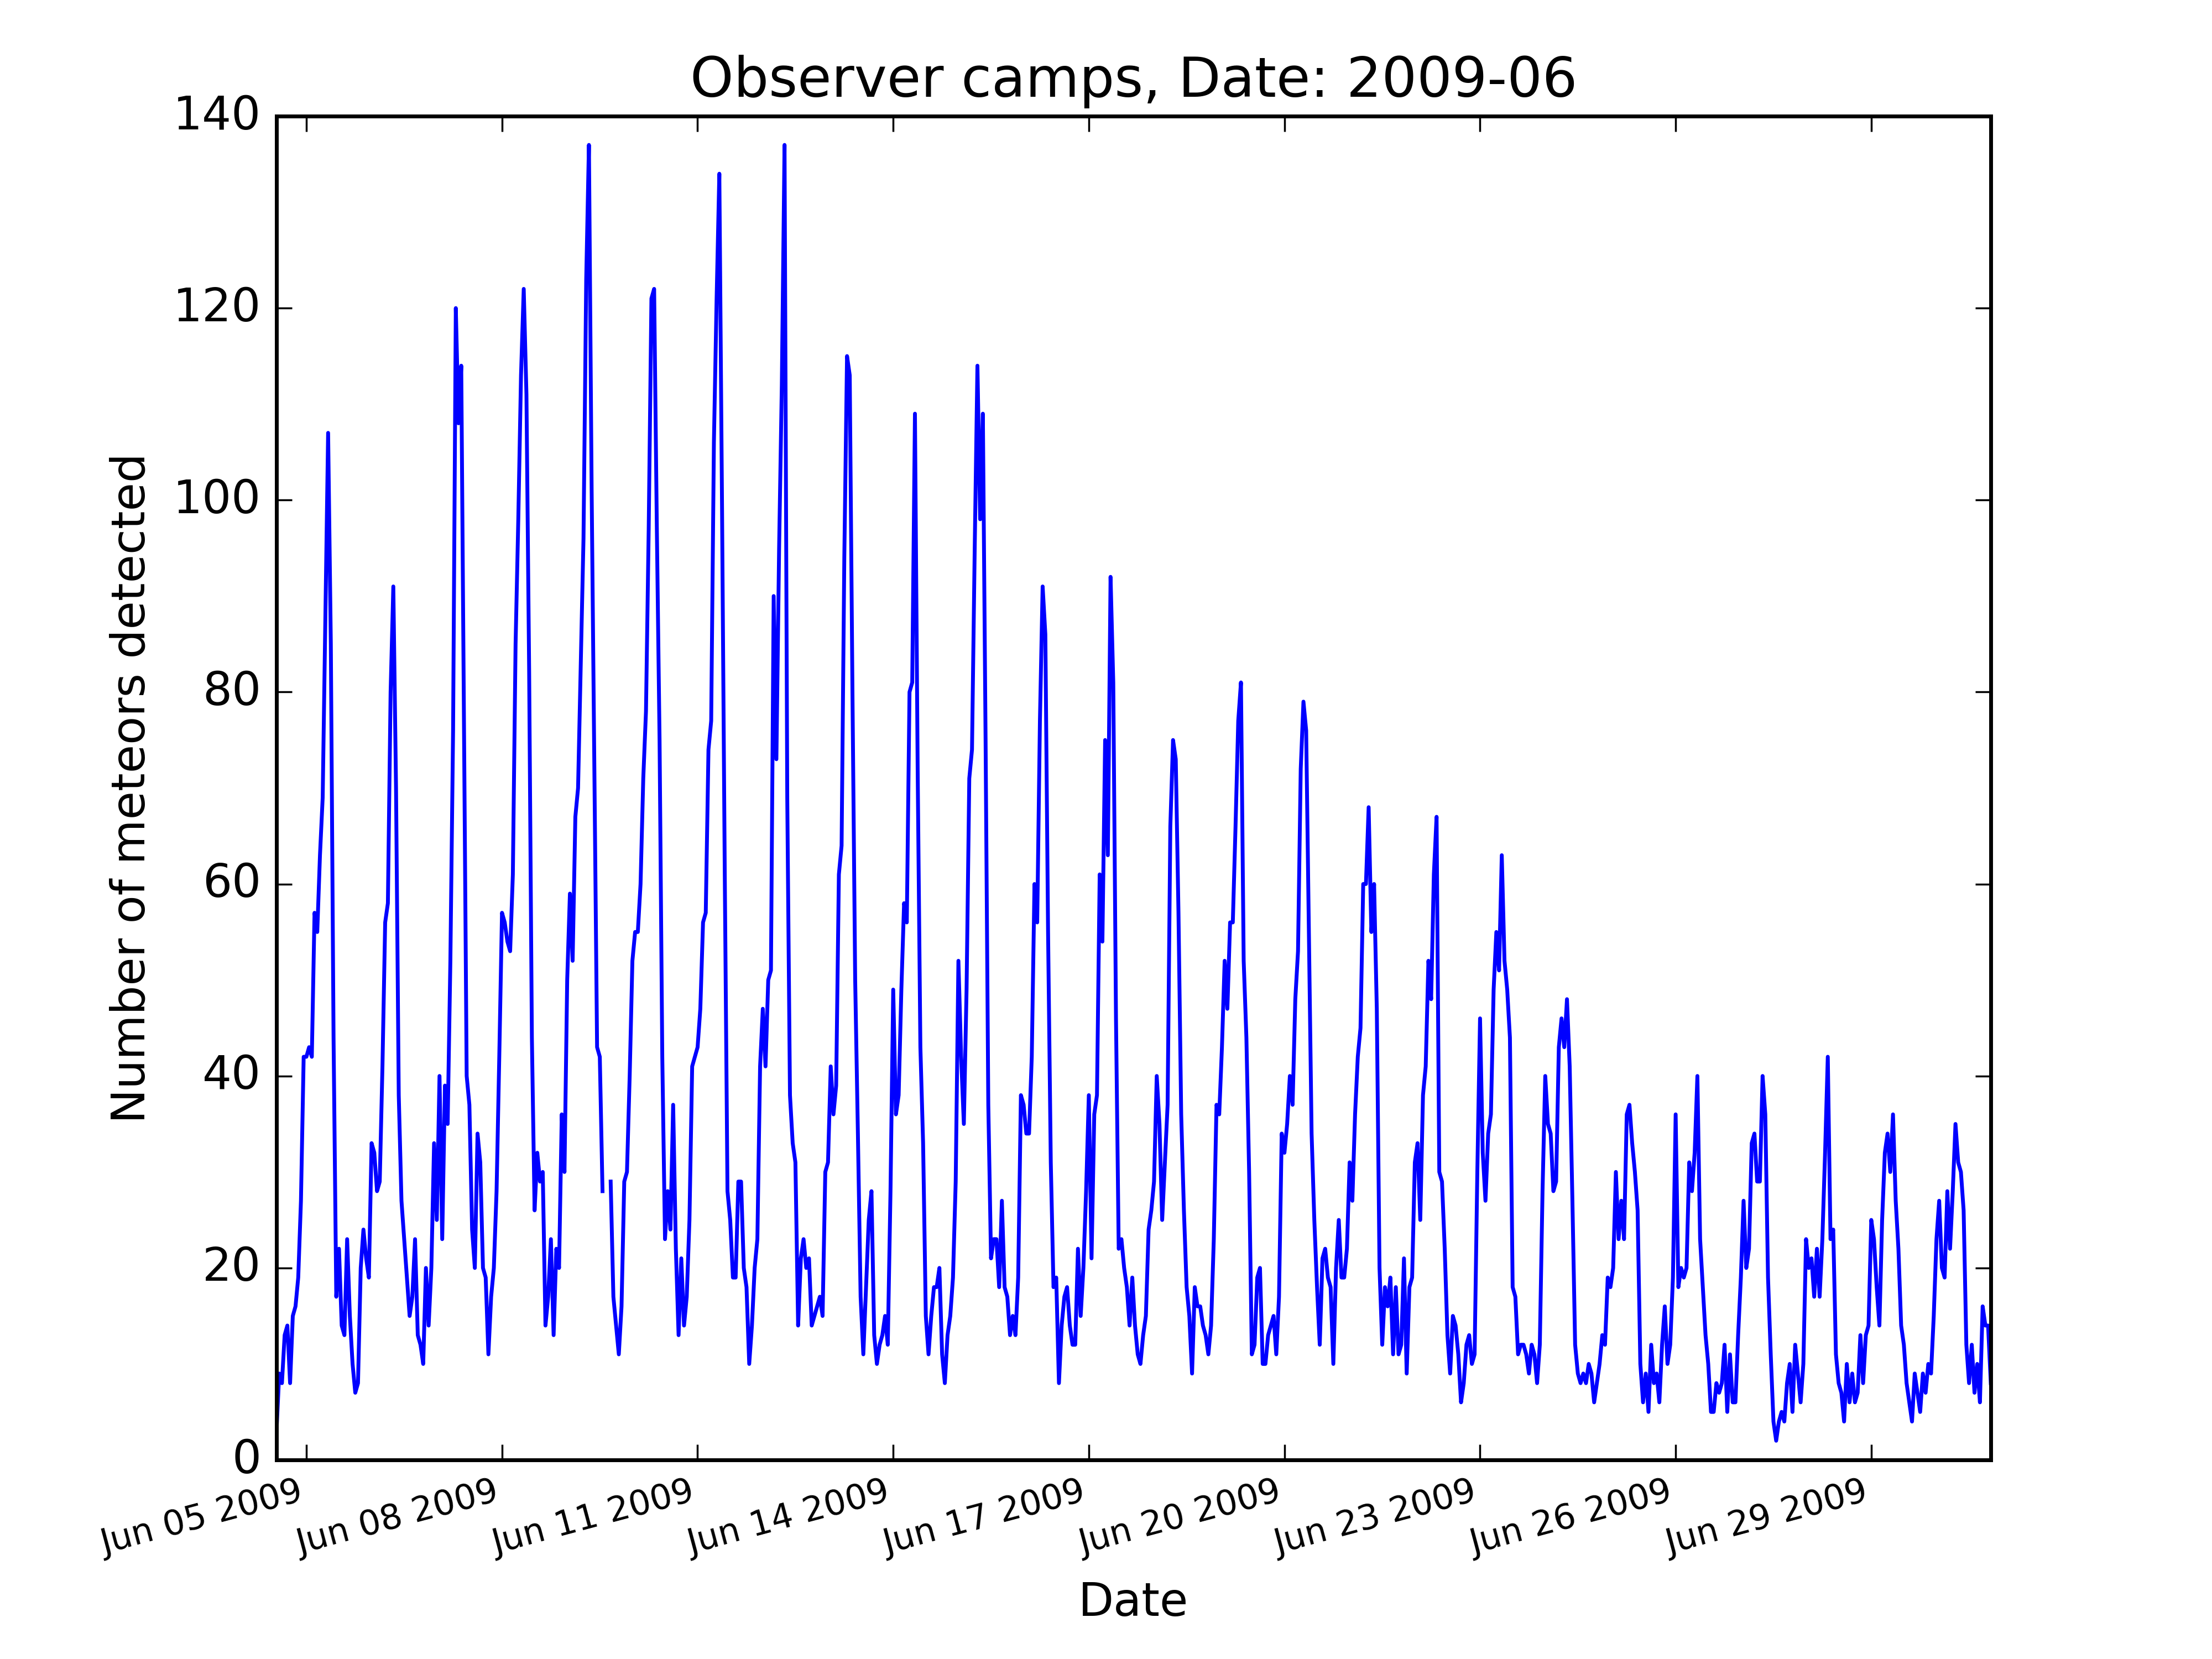 Observer camps, Date: 2009-06
140
120
100
80
60
40
20
0
Number of meteors detected
Jun 05 2009
Jun 08 2009
Jun 11 2009
Jun 14 2009
Jun 17 2009
Jun 20 2009
Jun 23 2009
Jun 26 2009
Jun 29 2009
Date